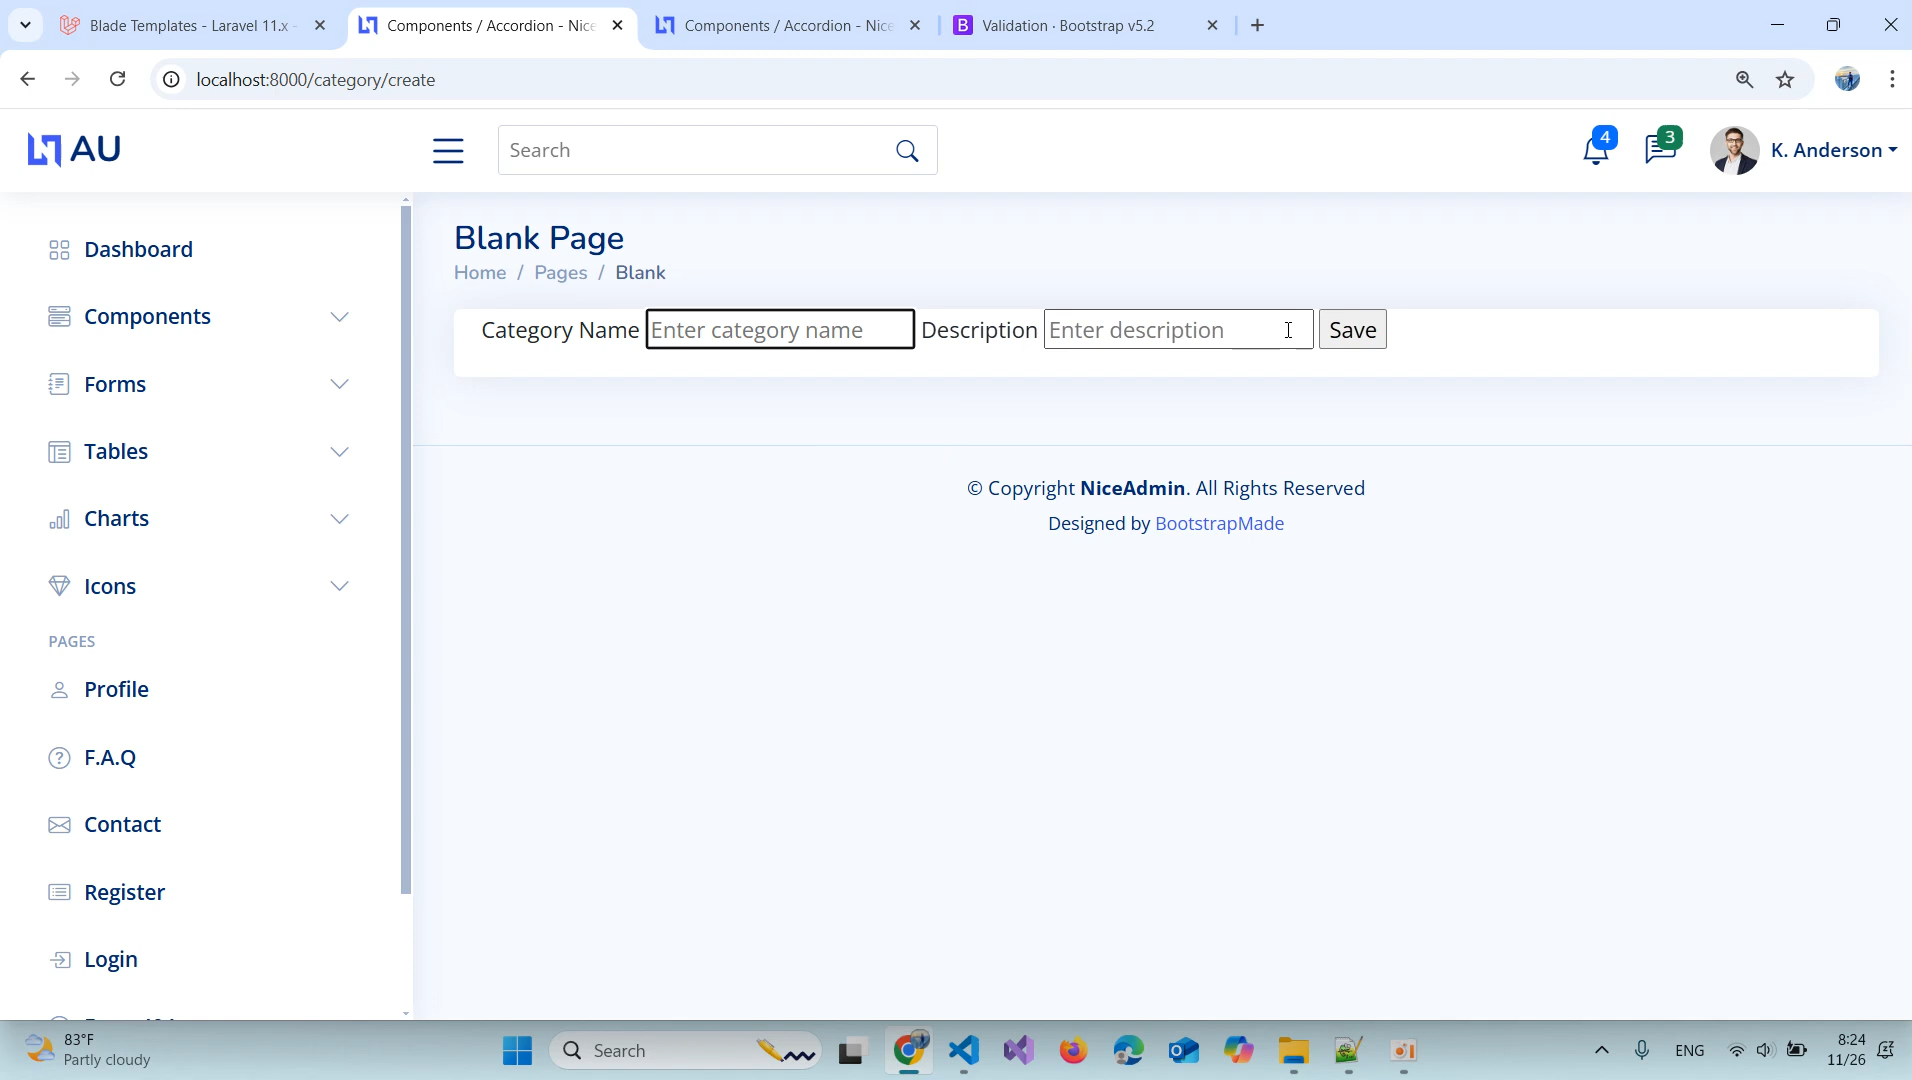 Blade Templates - Laravel 11.x -
Components / Accordion - Nice
Components / Accordion - Nice
B Validation · Bootstrap v5.2
localhost:8000/category/create
AU
Search
4
3
K. Anderson
Dashboard
Components
Forms
Tables
Charts
Icons
PAGES
Profile
F.A.Q
Contact
Register
Login
Blank Page
Home / Pages / Blank
Category Name Enter category name Description Enter description Save
© Copyright NiceAdmin. All Rights Reserved
Designed by BootstrapMade
83°F
Partly cloudy
Search
ENG
8:24
11/26